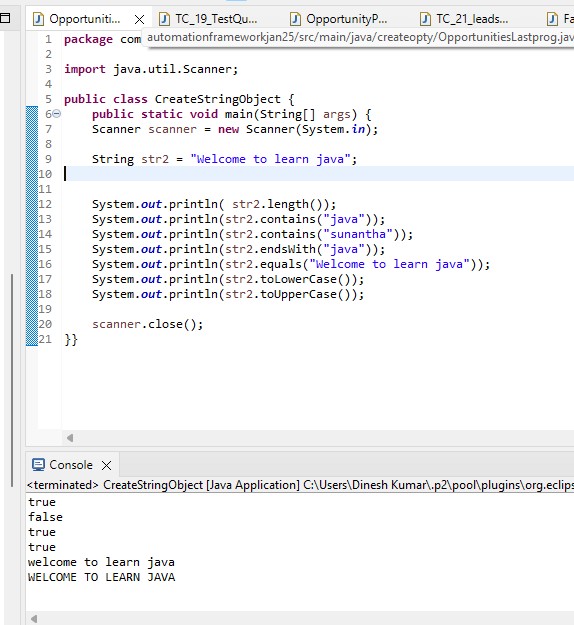 Opportuniti... TC_19_TestQu... OpportunityP... TC_21_leads... Fa
automationframeworkjan25/src/main/java/createopty/OpportunitiesLastprog.jav
1 package com
2
3 import java.util.Scanner;
4
5 public class CreateStringObject {
6 public static void main(String[] args) {
7 Scanner scanner = new Scanner(System.in);
8
9 String str2 = "Welcome to learn java";
10
11
12 System.out.println( str2.length());
13 System.out.println(str2.contains("java"));
14 System.out.println(str2.contains("sunantha"));
15 System.out.println(str2.endsWith("java"));
16 System.out.println(str2.equals("Welcome to learn java"));
17 System.out.println(str2.toLowerCase());
18 System.out.println(str2.toUpperCase());
19
20 scanner.close();
21 }}
Console
<terminated> CreateStringObject [Java Application] C:\Users\Dinesh Kumar\.p2\pool\plugins\org.eclips
true
false
true
true
welcome to learn java
WELCOME TO LEARN JAVA